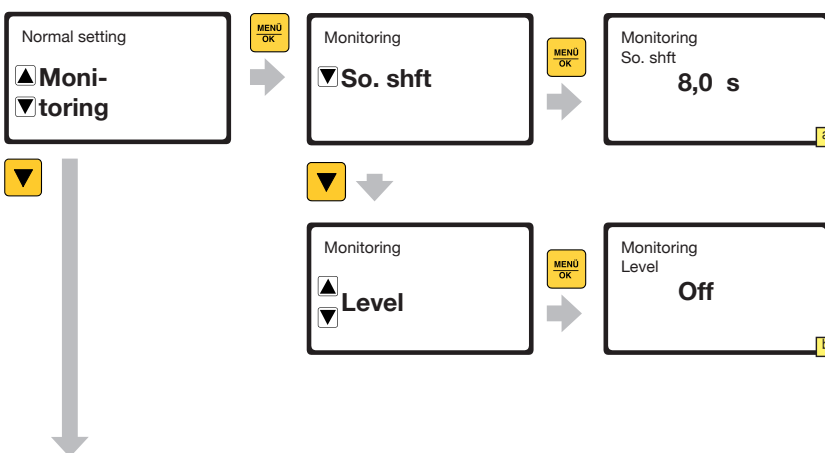 Normal setting
Moni-
toring
MENÜ
OK
Monitoring
So. shft
MENÜ
OK
Monitoring
So. shft
8,0 s
a
Monitoring
Level
MENÜ
OK
Monitoring
Level
Off
b